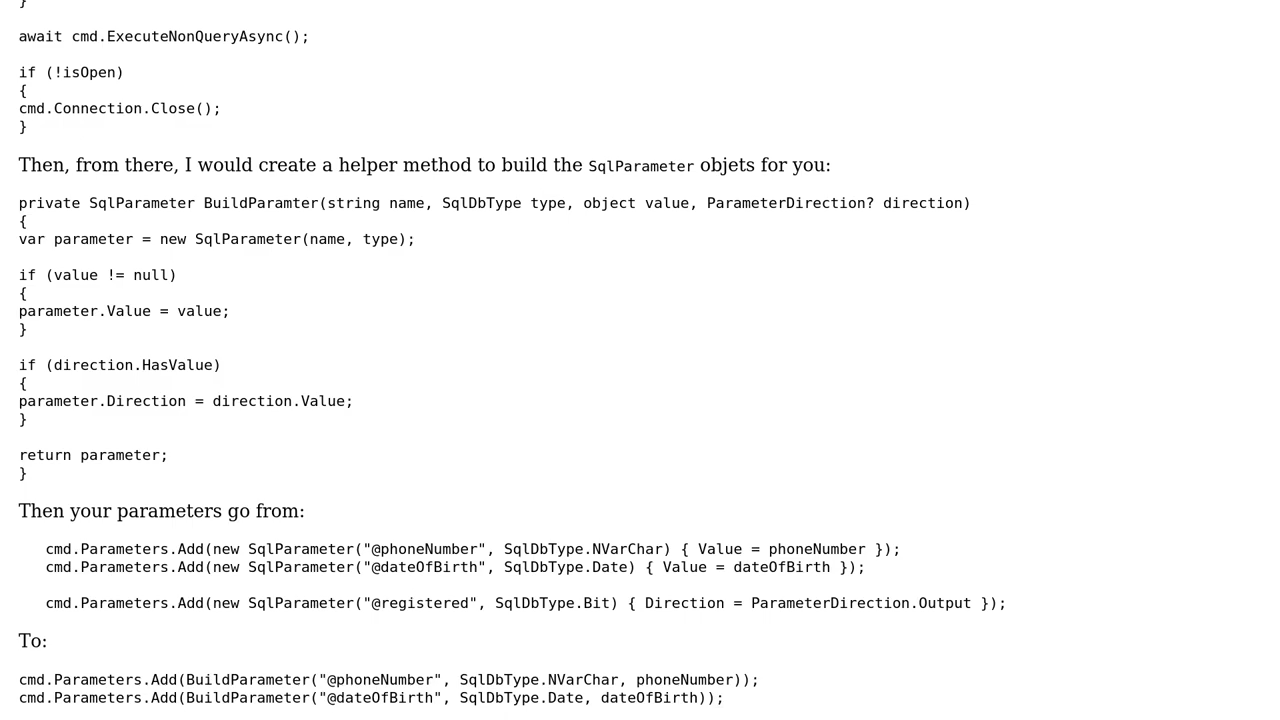 }
await cmd.ExecuteNonQueryAsync();
if (!isOpen)
{
cmd.Connection.Close();
}
Then, from there, I would create a helper method to build the SqlParameter objets for you:
private SqlParameter BuildParamter(string name, SqlDbType type, object value, ParameterDirection? direction)
{
var parameter = new SqlParameter(name, type);
if (value != null)
{
parameter.Value = value;
}
if (direction.HasValue)
{
parameter.Direction = direction.Value;
}
return parameter;
}
Then your parameters go from:
cmd.Parameters.Add(new SqlParameter("@phoneNumber", SqlDbType.NVarChar) { Value = phoneNumber });
cmd.Parameters.Add(new SqlParameter("@dateOfBirth", SqlDbType.Date) { Value = dateOfBirth });
cmd.Parameters.Add(new SqlParameter("@registered", SqlDbType.Bit) { Direction = ParameterDirection.Output });
To:
cmd.Parameters.Add(BuildParameter("@phoneNumber", SqlDbType.NVarChar, phoneNumber));
cmd.Parameters.Add(BuildParameter("@dateOfBirth", SqlDbType.Date, dateOfBirth));